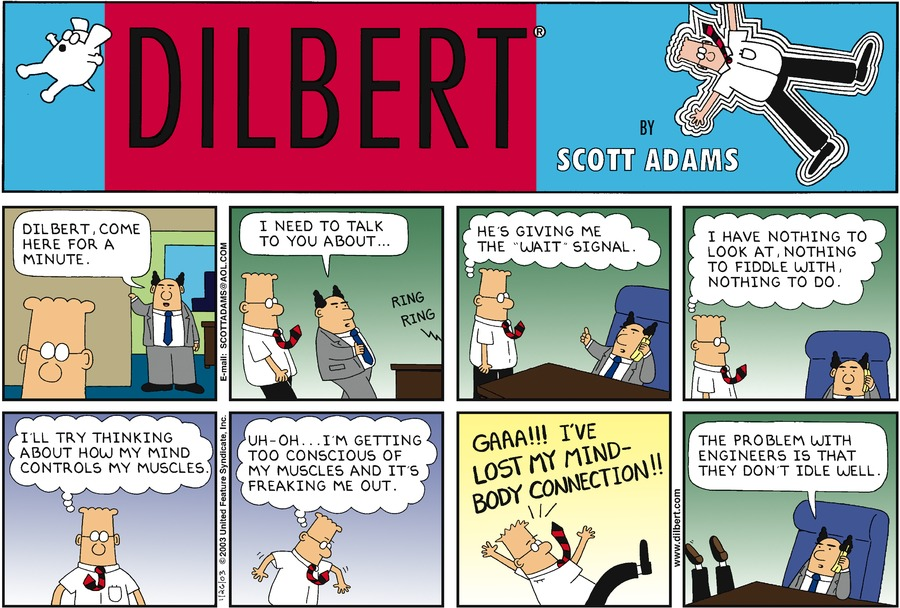 DILBERT®
BY
SCOTT ADAMS
DILBERT, COME
HERE FOR A
MINUTE.
E-mail: SCOTTADAMS@AOL.COM
I NEED TO TALK
TO YOU ABOUT...
RING
RING
HE'S GIVING ME
THE "WAIT" SIGNAL.
I HAVE NOTHING TO
LOOK AT, NOTHING
TO FIDDLE WITH,
NOTHING TO DO.
I'LL TRY THINKING
ABOUT HOW MY MIND
CONTROLS MY MUSCLES.
1/26/03 ©2003 United Feature Syndicate, Inc.
UH-OH... I'M GETTING
TOO CONSCIOUS OF
MY MUSCLES AND IT'S
FREAKING ME OUT.
GAAA!!! I'VE
LOST MY MIND-
BODY CONNECTION!!
www.dilbert.com
THE PROBLEM WITH
ENGINEERS IS THAT
THEY DON'T IDLE WELL.